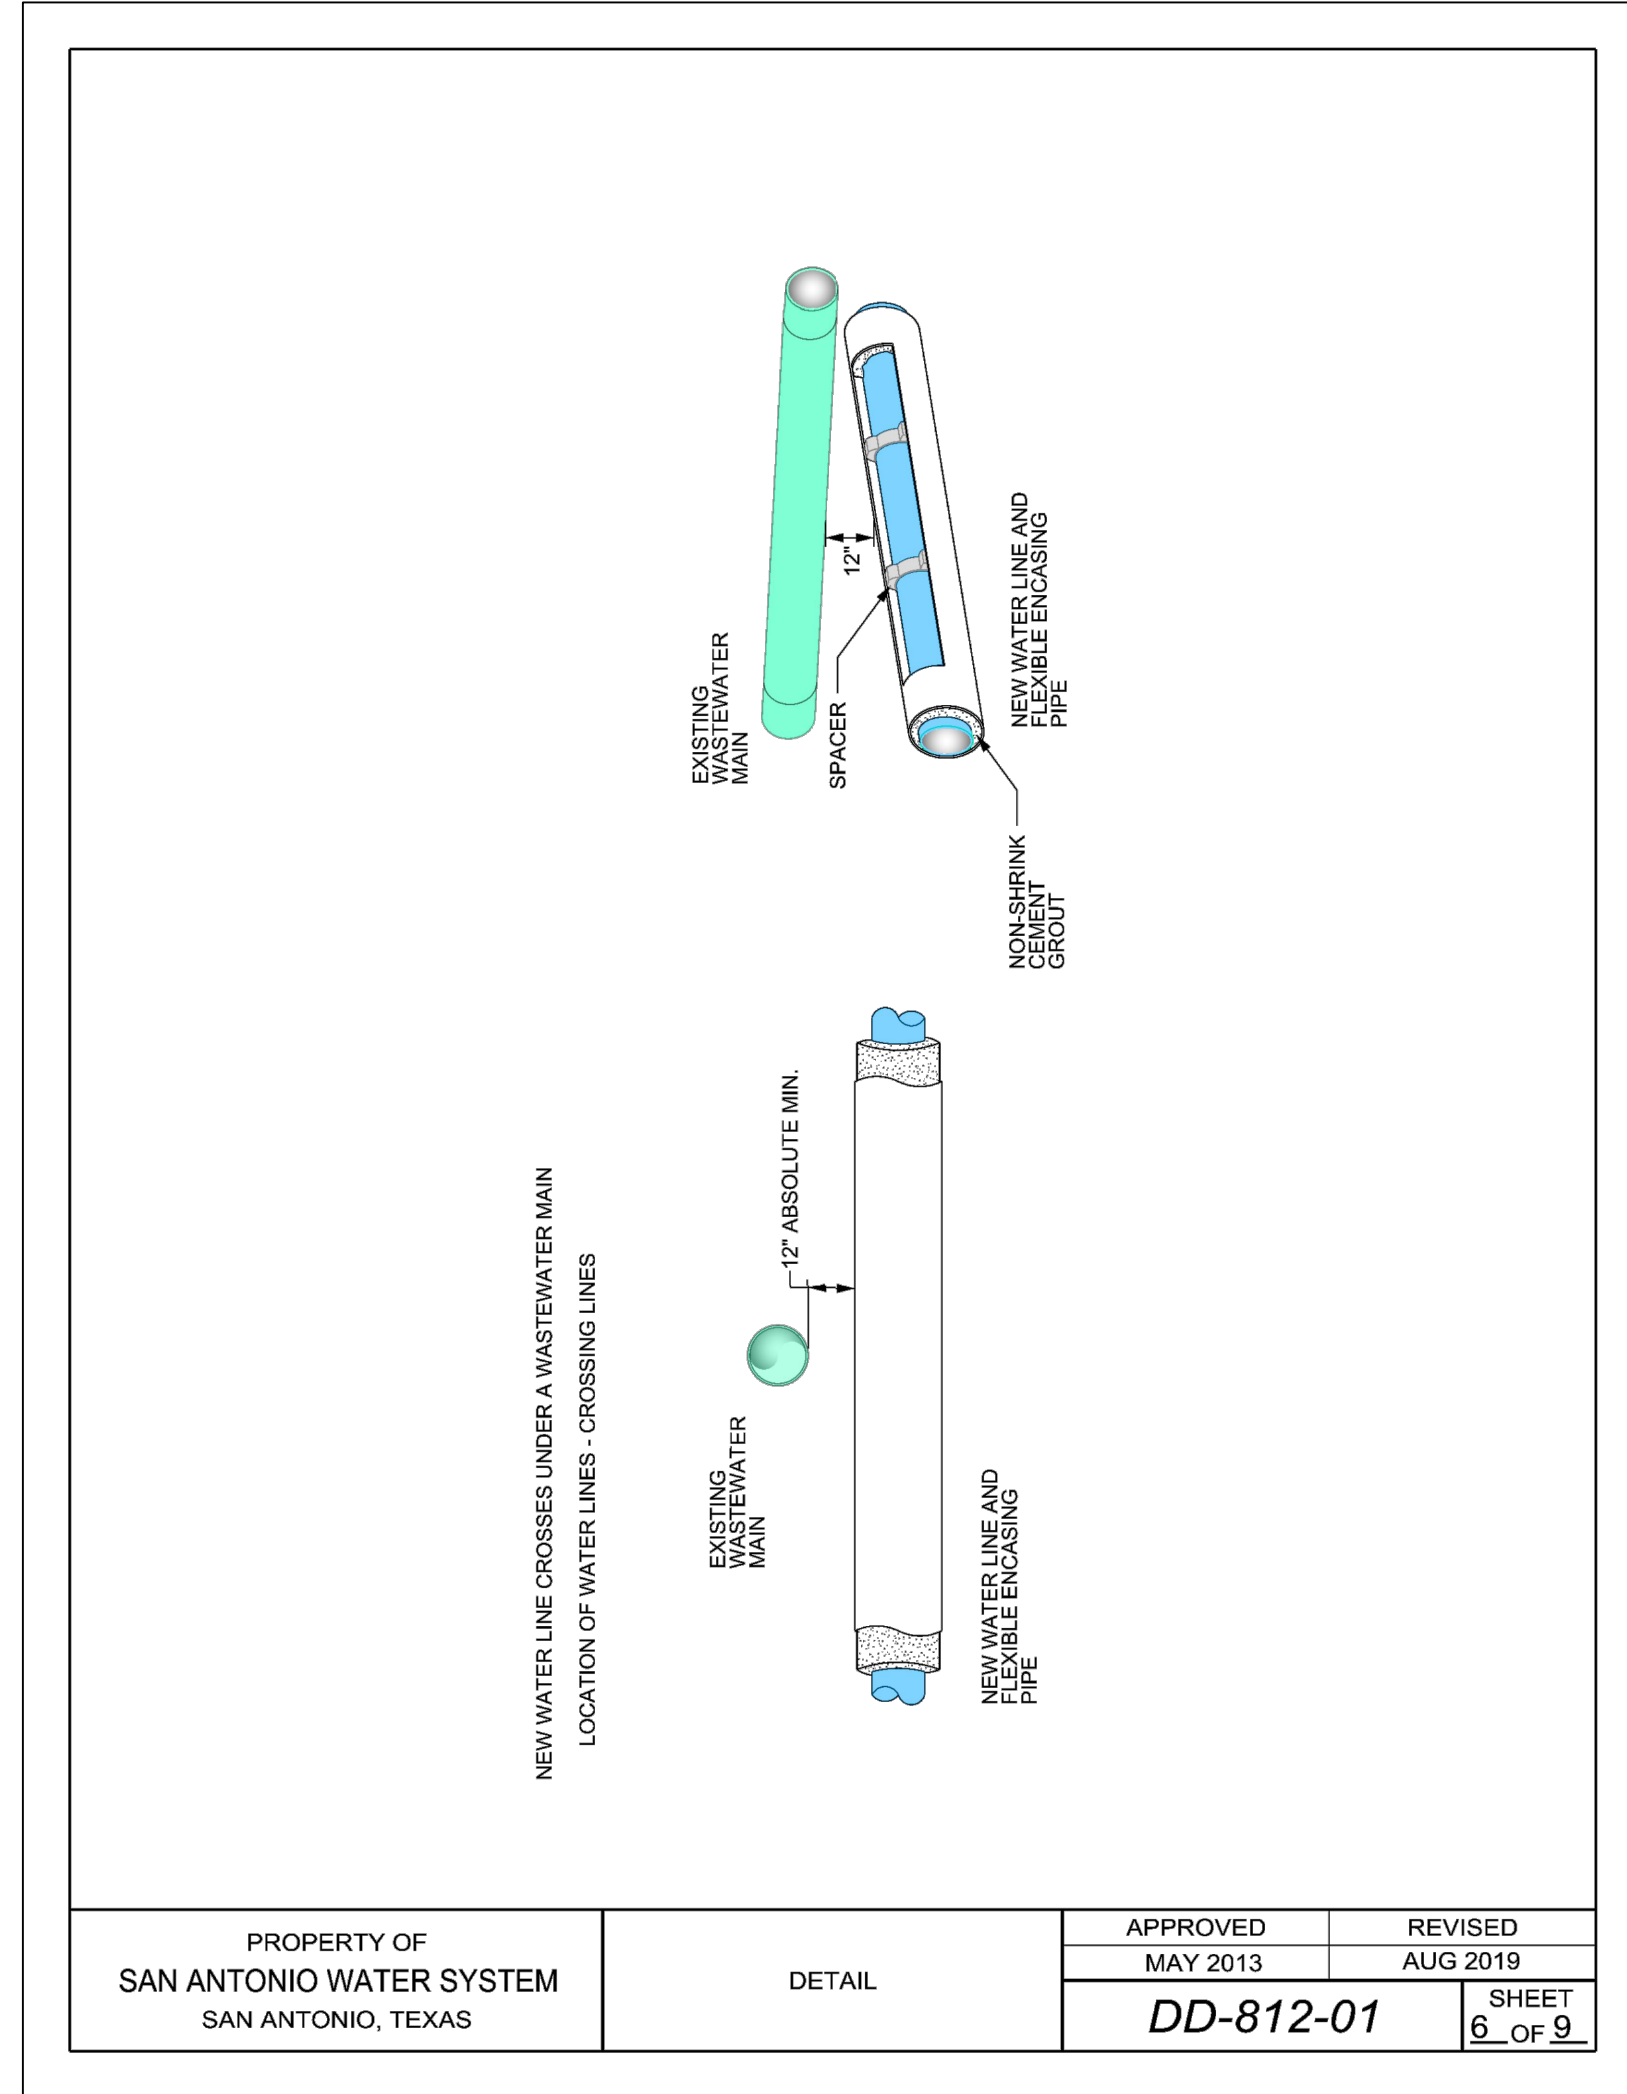 NEW WATER LINE CROSSES UNDER A WASTEWATER MAIN
LOCATION OF WATER LINES - CROSSING LINES
EXISTING
WASTEWATER
MAIN
12" ABSOLUTE MIN.
NEW WATER LINE AND
FLEXIBLE ENCASING
PIPE
EXISTING
WASTEWATER
MAIN
SPACER
12"
NON-SHRINK
CEMENT
GROUT
NEW WATER LINE AND
FLEXIBLE ENCASING
PIPE
PROPERTY OF
SAN ANTONIO WATER SYSTEM
SAN ANTONIO, TEXAS
DETAIL
APPROVED
MAY 2013
REVISED
AUG 2019
DD-812-01
SHEET
6 OF 9